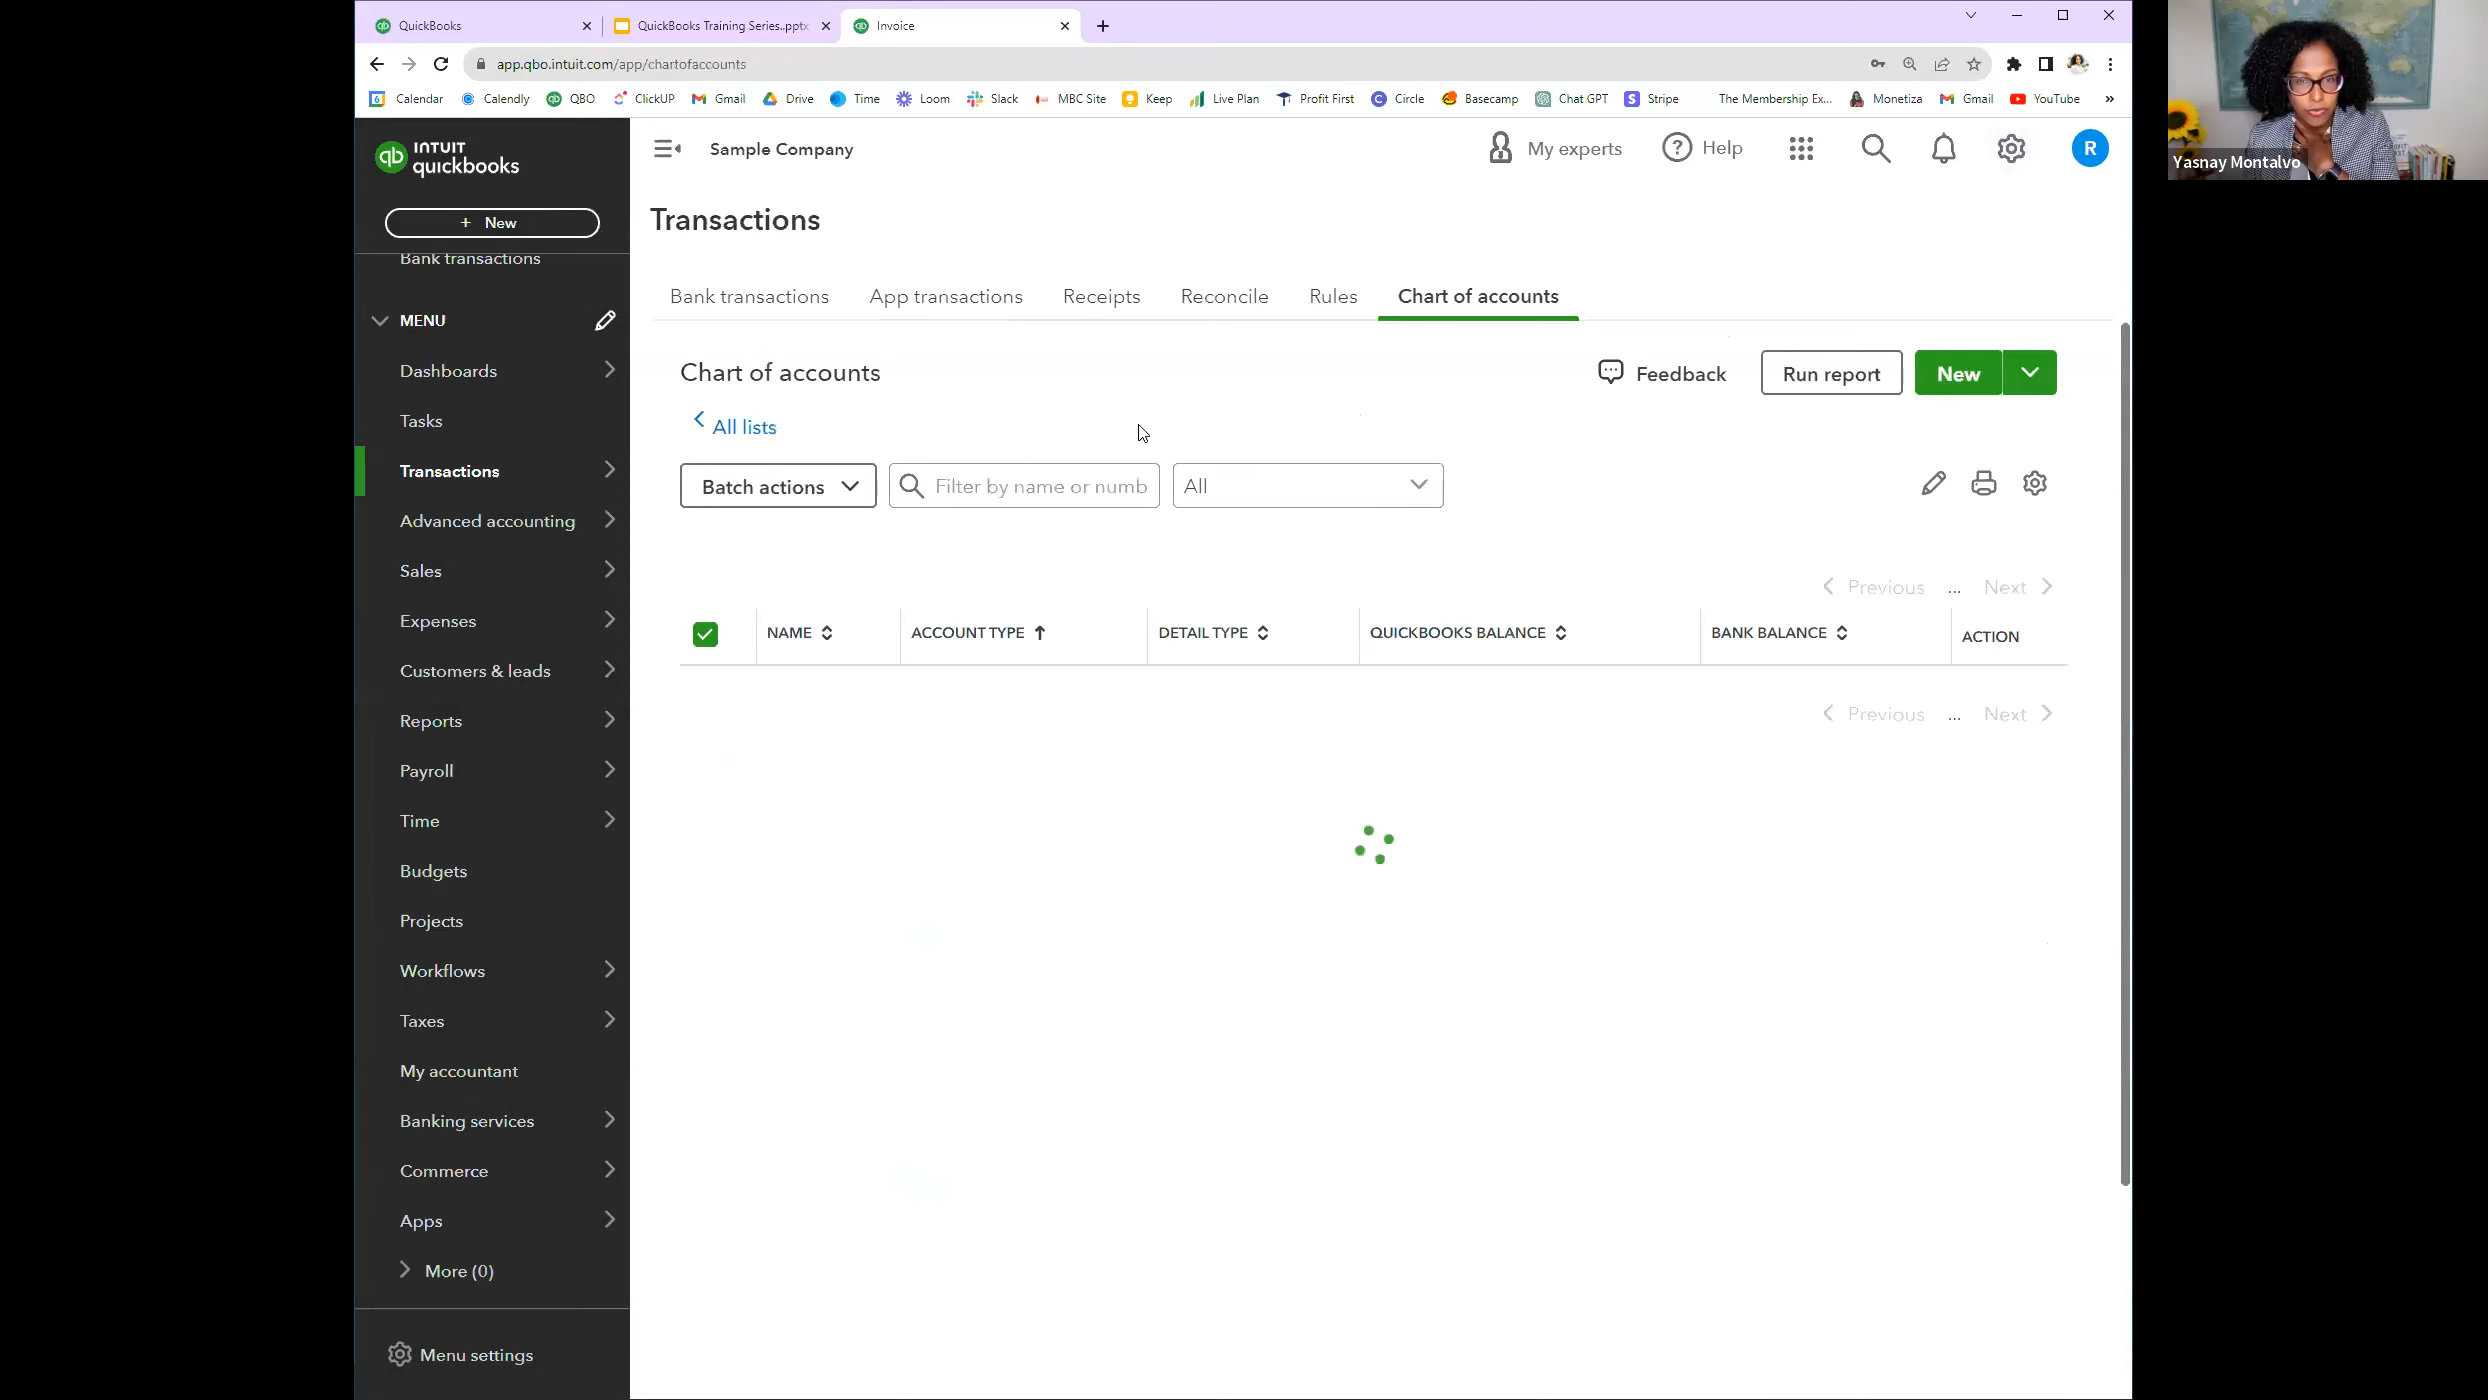 QuickBooks
QuickBooks Training Series..pptx
Invoice
app.qbo.intuit.com/app/chartofaccounts
Calendar
Calendly
QBO
ClickUP
Gmail
Drive
Time
Loom
Slack
MBC Site
Keep
Live Plan
Profit First
Circle
Basecamp
Chat GPT
Stripe
The Membership Ex...
Monetiza
Gmail
YouTube
»
INTUIT
quickbooks
+ New
Bank transactions
MENU
Dashboards
Tasks
Transactions
Advanced accounting
Sales
Expenses
Customers & leads
Reports
Payroll
Time
Budgets
Projects
Workflows
Taxes
My accountant
Banking services
Commerce
Apps
More (0)
Menu settings
Sample Company
My experts
Help
R
Transactions
Bank transactions
App transactions
Receipts
Reconcile
Rules
Chart of accounts
Chart of accounts
Feedback
Run report
New
All lists
Batch actions
Filter by name or numb
All
Previous ... Next
NAME
ACCOUNT TYPE
DETAIL TYPE
QUICKBOOKS BALANCE
BANK BALANCE
ACTION
Previous ... Next
Yasnay Montalvo